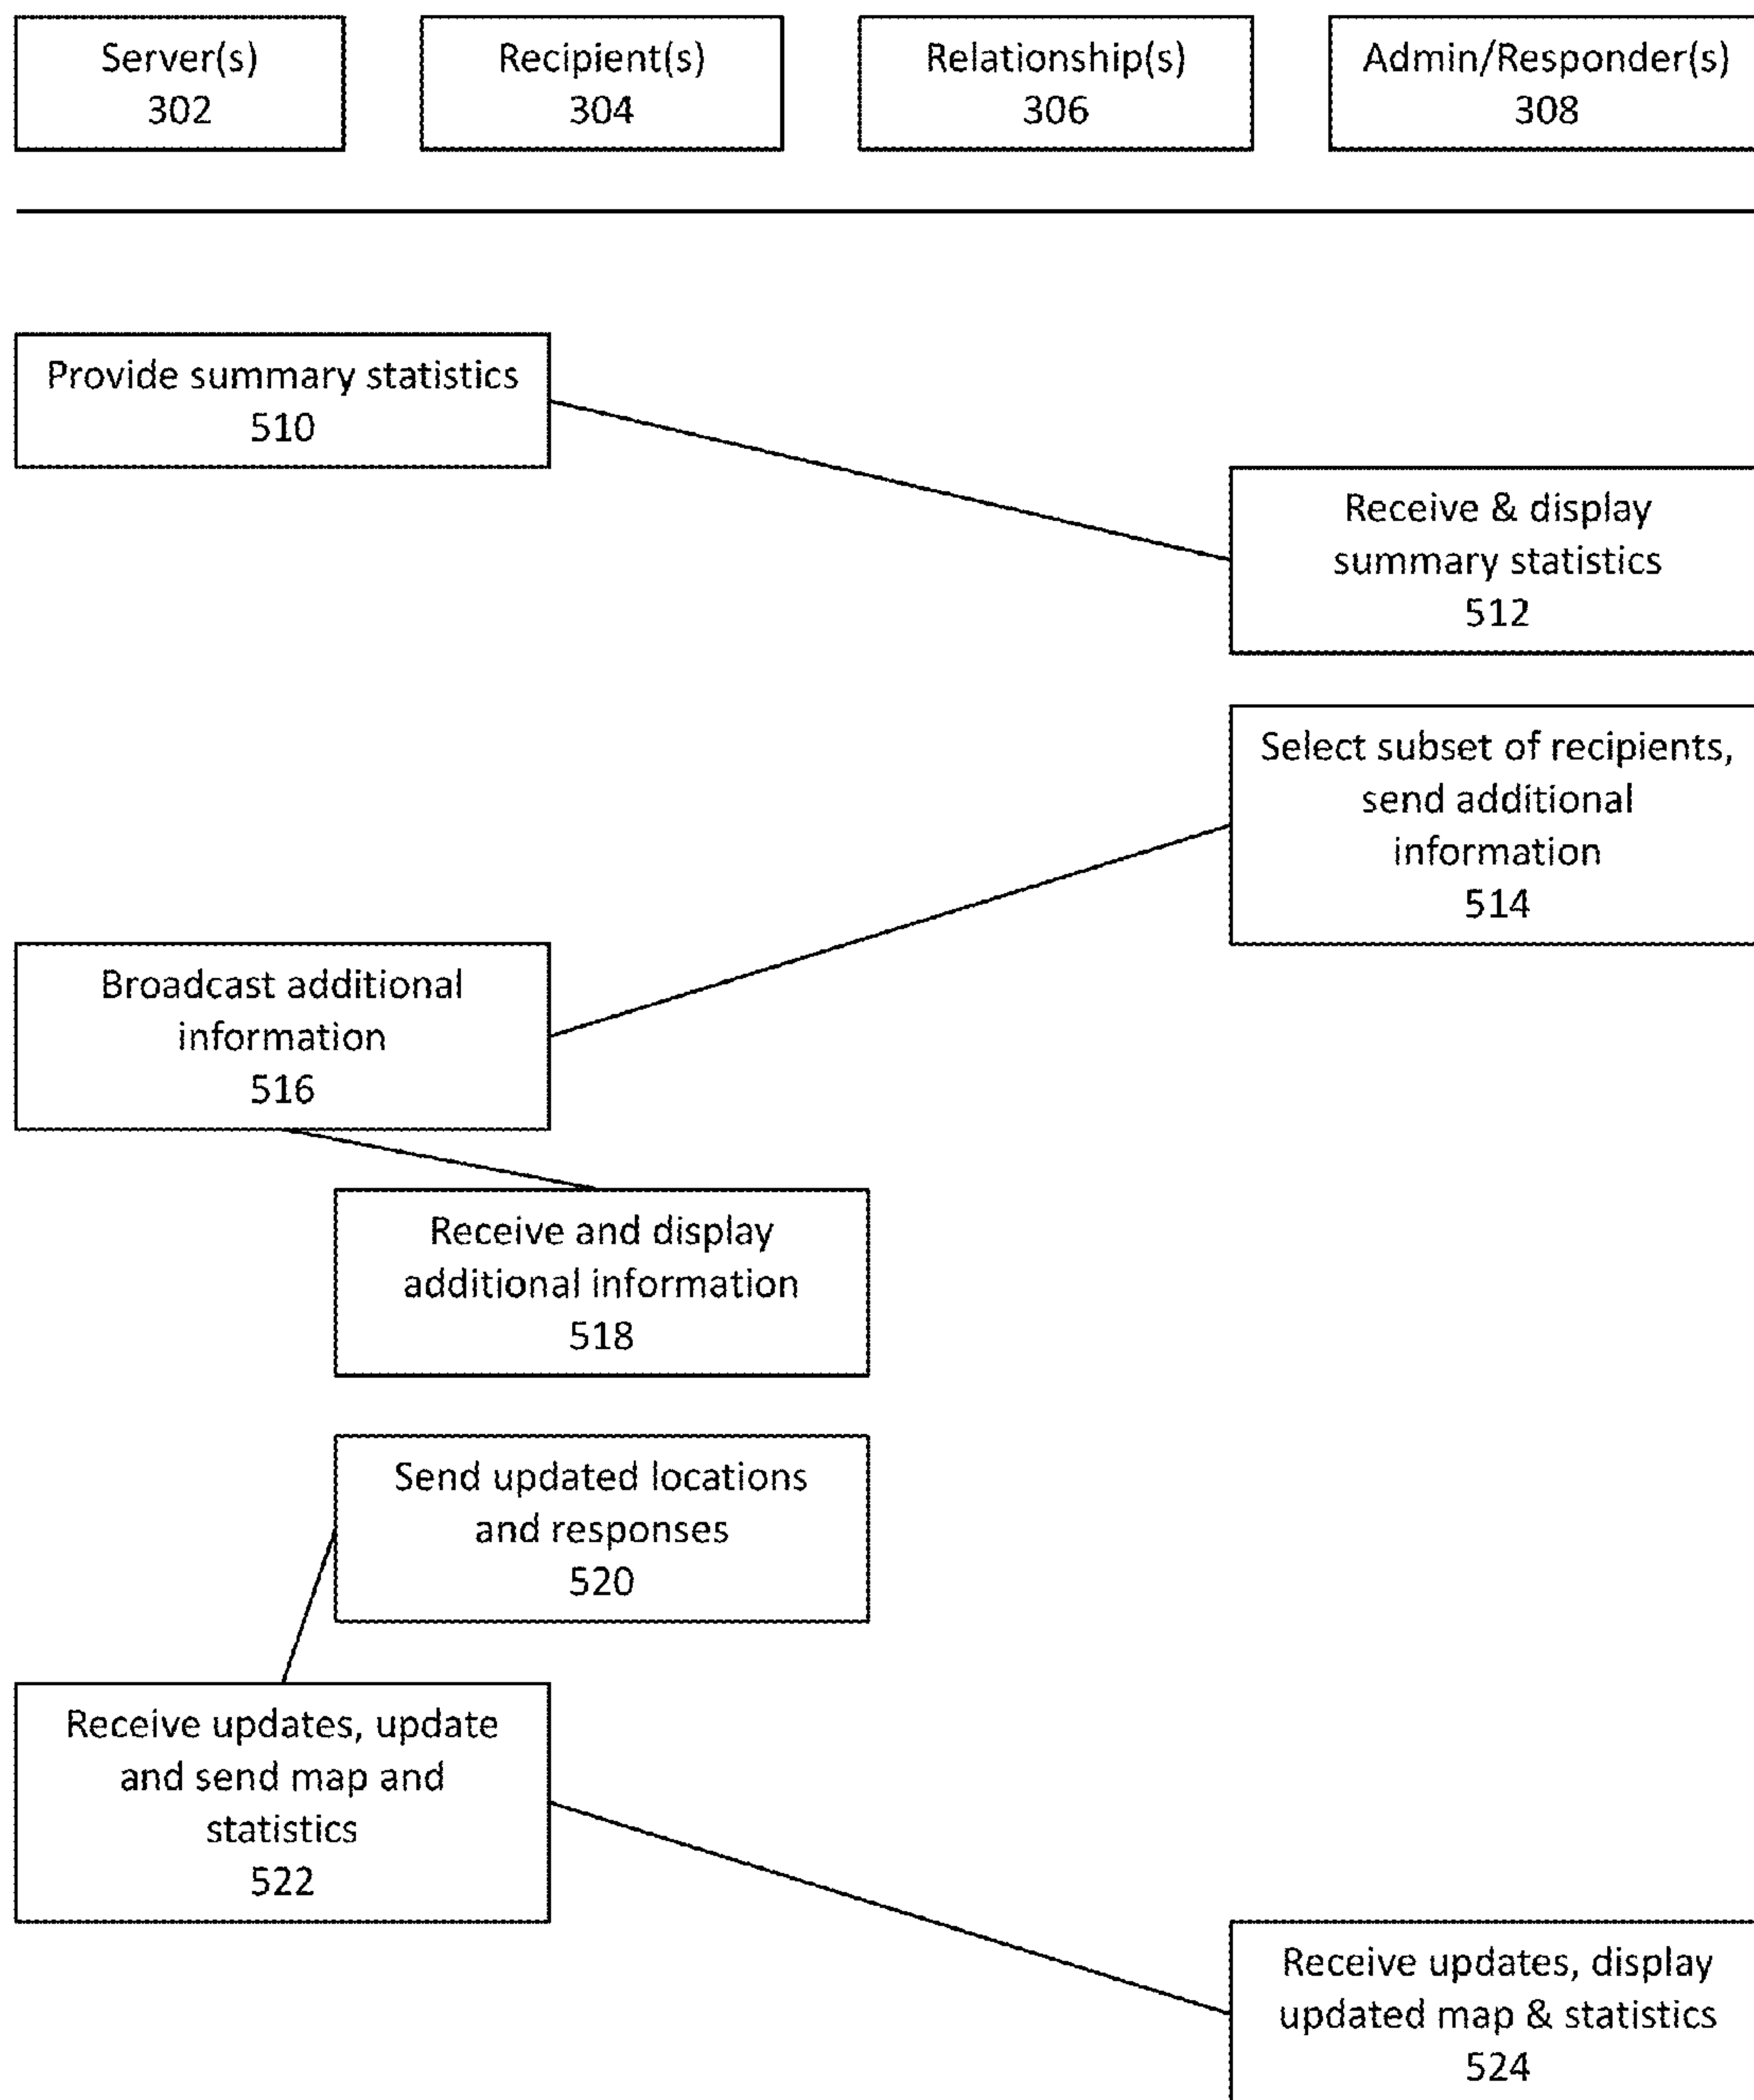 Server(s)
302
Recipient(s)
304
Relationship(s)
306
Admin/Responder(s)
308
Provide summary statistics
510
Receive & display
summary statistics
512
Select subset of recipients,
send additional
information
514
Broadcast additional
information
516
Receive and display
additional information
518
Send updated locations
and responses
520
Receive updates, update
and send map and
statistics
522
Receive updates, display
updated map & statistics
524